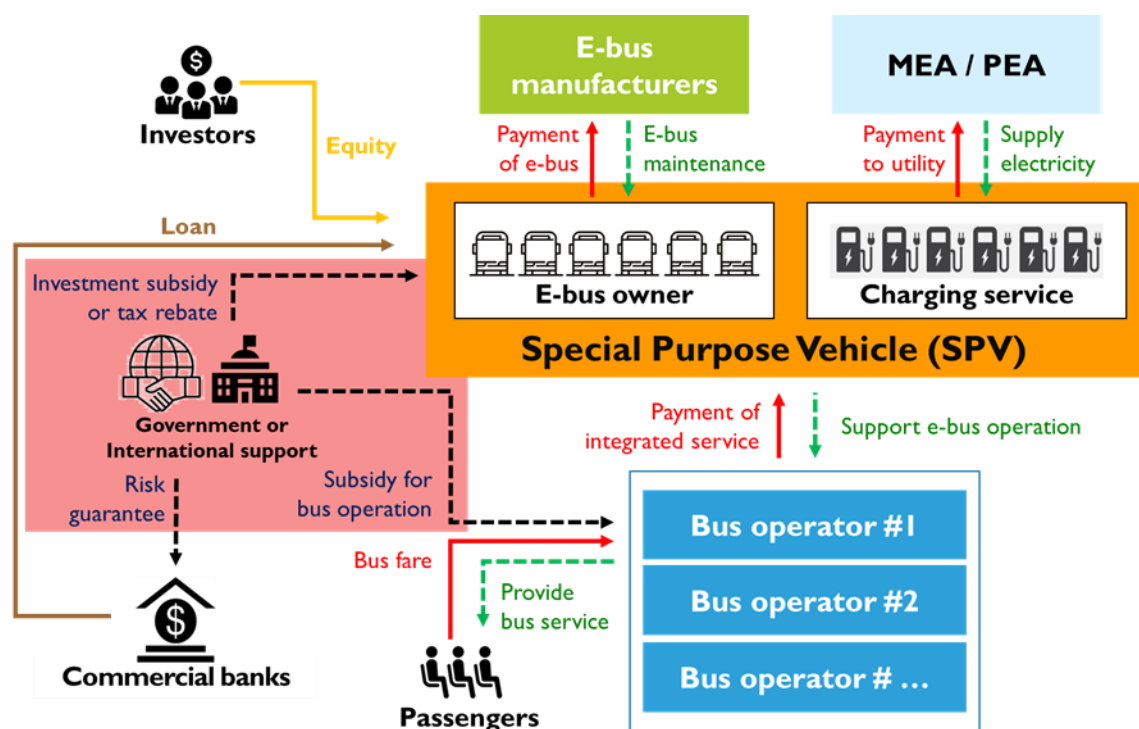 E-bus
manufacturers
MEA / PEA
Investors
Equity
Payment
of e-bus
E-bus
maintenance
Payment
to utility
Supply
electricity
Loan
E-bus owner
Charging service
Special Purpose Vehicle (SPV)
Investment subsidy
or tax rebate
Government or
International support
Risk
guarantee
Subsidy for
bus operation
Payment of
integrated service
Support e-bus operation
Bus operator #1
Bus operator #2
Bus operator # ...
Bus fare
Provide
bus service
Commercial banks
Passengers